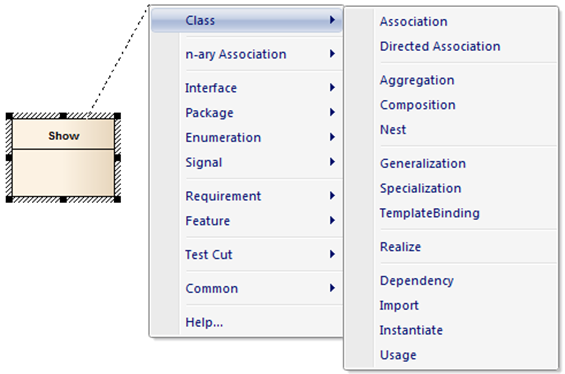 Show
Class
n-ary Association
Interface
Package
Enumeration
Signal
Requirement
Feature
Test Cut
Common
Help...
Association
Directed Association
Aggregation
Composition
Nest
Generalization
Specialization
TemplateBinding
Realize
Dependency
Import
Instantiate
Usage